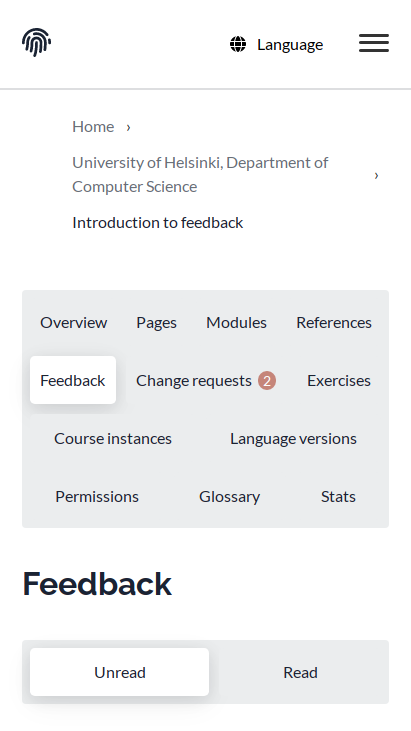 Language
Home ›
University of Helsinki, Department of
Computer Science ›
Introduction to feedback
Overview Pages Modules References
Feedback Change requests 2 Exercises
Course instances Language versions
Permissions Glossary Stats
Feedback
Unread Read